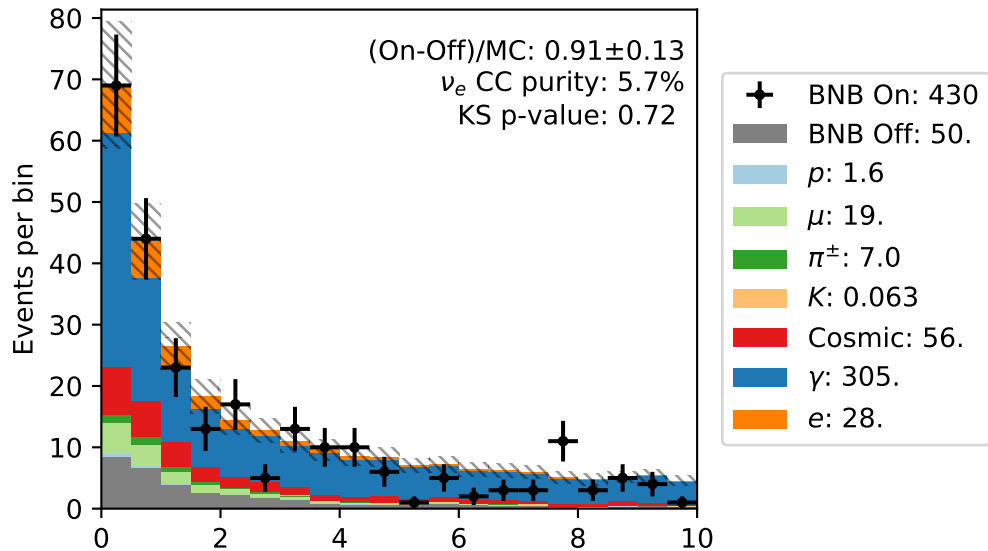 (On-Off)/MC: 0.91±0.13
νe CC purity: 5.7%
KS p-value: 0.72
Events per bin
80
70
60
50
40
30
20
10
0
0 2 4 6 8 10
BNB On: 430
BNB Off: 50.
p: 1.6
μ: 19.
π±: 7.0
K: 0.063
Cosmic: 56.
γ: 305.
e: 28.